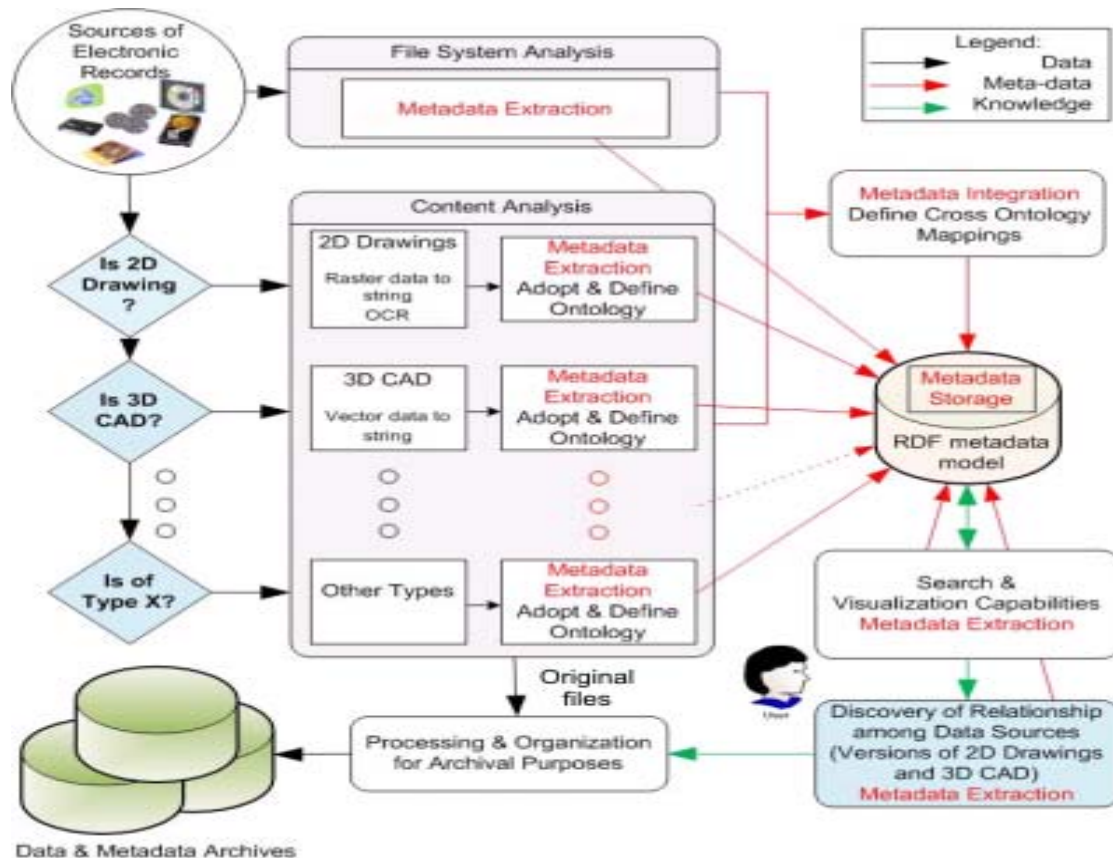 Sources of
Electronic
Records
File System Analysis
Metadata Extraction
Legend:
Data
Meta-data
Knowledge
Metadata Integration
Define Cross Ontology
Mappings
Content Analysis
Is 2D
Drawing
?
2D Drawings
Raster data to
string
OCR
Metadata
Extraction
Adopt & Define
Ontology
Is 3D
CAD?
3D CAD
Vector data to
string
Metadata
Extraction
Adopt & Define
Ontology
Metadata
Storage
RDF metadata
model
Is of
Type X?
Other Types
Metadata
Extraction
Adopt & Define
Ontology
Search &
Visualization Capabilities
Metadata Extraction
User
Original
files
Processing & Organization
for Archival Purposes
Discovery of Relationship
among Data Sources
(Versions of 2D Drawings
and 3D CAD)
Metadata Extraction
Data & Metadata Archives